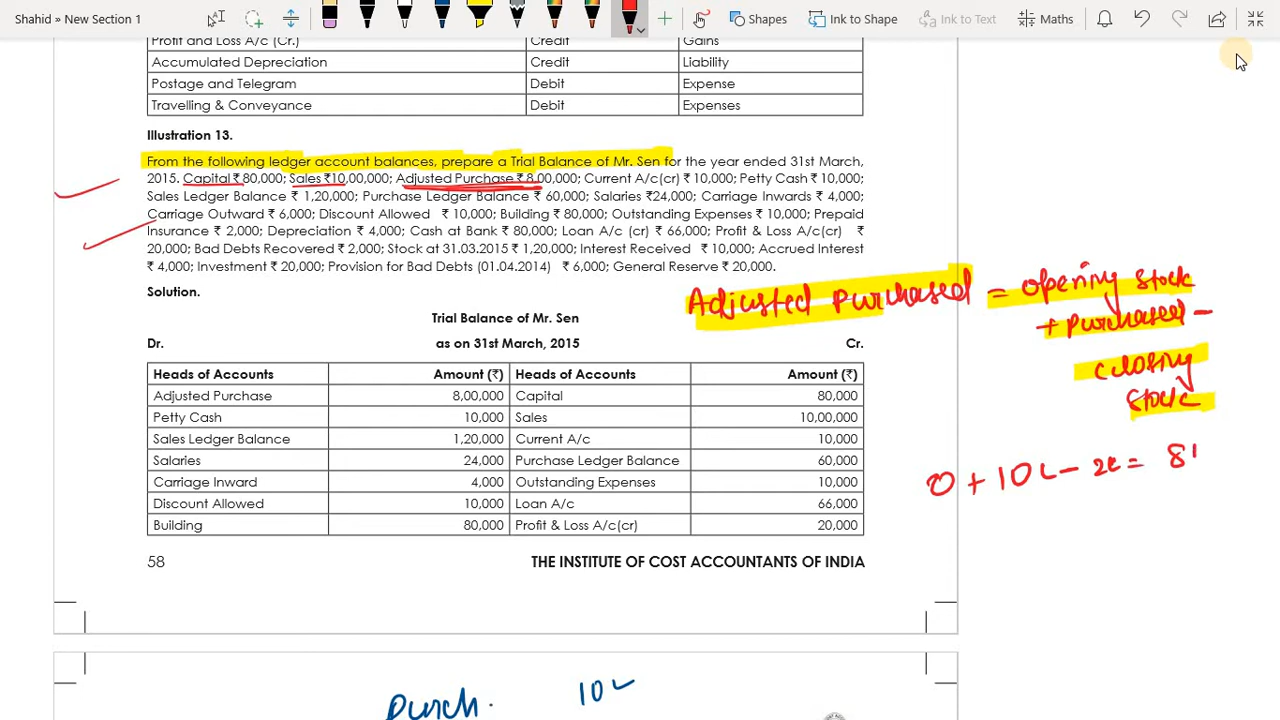 Shahid » New Section 1
Shapes
Ink to Shape
Ink to Text
Maths
Profit and Loss A/c (Cr.) Credit Gains
Accumulated Depreciation Credit Liability
Postage and Telegram Debit Expense
Travelling & Conveyance Debit Expenses
Illustration 13.
From the following ledger account balances, prepare a Trial Balance of Mr. Sen for the year ended 31st March,
2015. Capital ₹ 80,000; Sales ₹10,00,000; Adjusted Purchase ₹ 8,00,000; Current A/c(cr) ₹ 10,000; Petty Cash ₹ 10,000;
Sales Ledger Balance ₹ 1,20,000; Purchase Ledger Balance ₹ 60,000; Salaries ₹24,000; Carriage Inwards ₹ 4,000;
Carriage Outward ₹ 6,000; Discount Allowed ₹ 10,000; Building ₹ 80,000; Outstanding Expenses ₹ 10,000; Prepaid
Insurance ₹ 2,000; Depreciation ₹ 4,000; Cash at Bank ₹ 80,000; Loan A/c (cr) ₹ 66,000; Profit & Loss A/c(cr) ₹
20,000; Bad Debts Recovered ₹ 2,000; Stock at 31.03.2015 ₹ 1,20,000; Interest Received ₹ 10,000; Accrued Interest
₹ 4,000; Investment ₹ 20,000; Provision for Bad Debts (01.04.2014) ₹ 6,000; General Reserve ₹ 20,000.
Solution.
Adjusted Purchased = opening stock
+ Purchased -
closing
stock
Trial Balance of Mr. Sen
Dr. as on 31st March, 2015 Cr.
Heads of Accounts Amount (₹) Heads of Accounts Amount (₹)
Adjusted Purchase 8,00,000 Capital 80,000
Petty Cash 10,000 Sales 10,00,000
Sales Ledger Balance 1,20,000 Current A/c 10,000
Salaries 24,000 Purchase Ledger Balance 60,000
Carriage Inward 4,000 Outstanding Expenses 10,000
Discount Allowed 10,000 Loan A/c 66,000
Building 80,000 Profit & Loss A/c(cr) 20,000
0 + 10L - 2L = 8
58 THE INSTITUTE OF COST ACCOUNTANTS OF INDIA
Purch. 10L